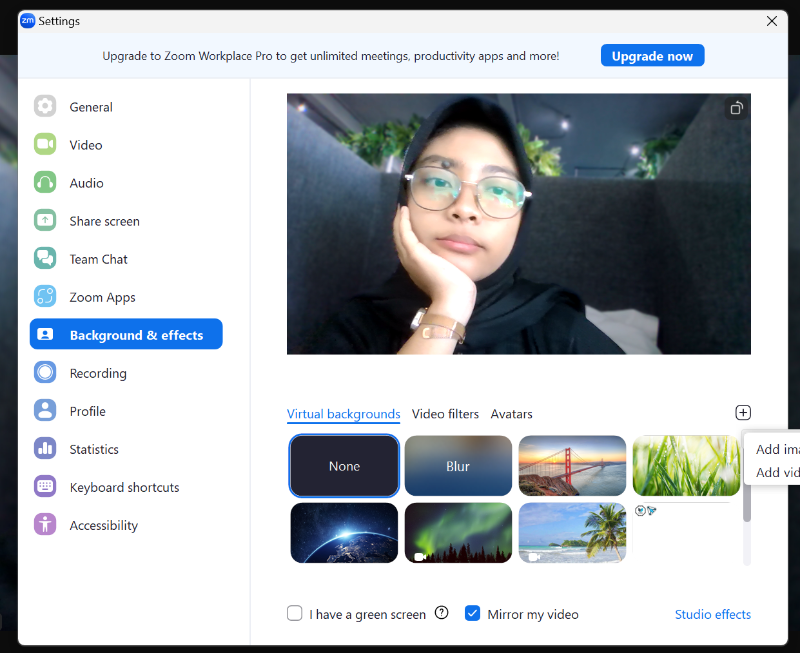 zm Settings
Upgrade to Zoom Workplace Pro to get unlimited meetings, productivity apps and more!
Upgrade now
General
Video
Audio
Share screen
Team Chat
Zoom Apps
Background & effects
Recording
Profile
Statistics
Keyboard shortcuts
Accessibility
Virtual backgrounds
Video filters
Avatars
Add ima
Add vid
None
Blur
I have a green screen ?
Mirror my video
Studio effects